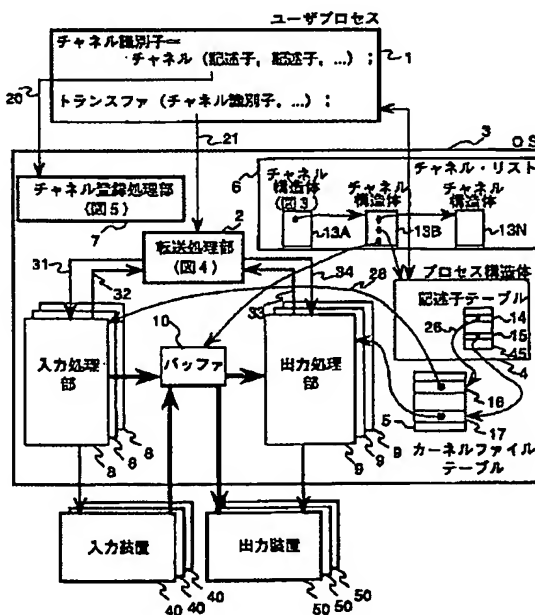 ユーザプロセス
チャネル識別子＝
チャネル（記述子，記述子，…）；
トランスファ（チャネル識別子，…）；
1
20
21
3
OS
チャネル・リスト
6
チャネル構造体（図3）
チャネル構造体
チャネル構造体
13A
13B
13N
チャネル登録処理部（図5）
7
2
転送処理部（図4）
31
32
33
34
28
プロセス構造体
記述子テーブル
14
15
45
4
26
10
入力処理部
バッファ
出力処理部
16
17
5
カーネルファイルテーブル
8
8
8
9
9
9
入力装置
出力装置
40
40
40
50
50
50